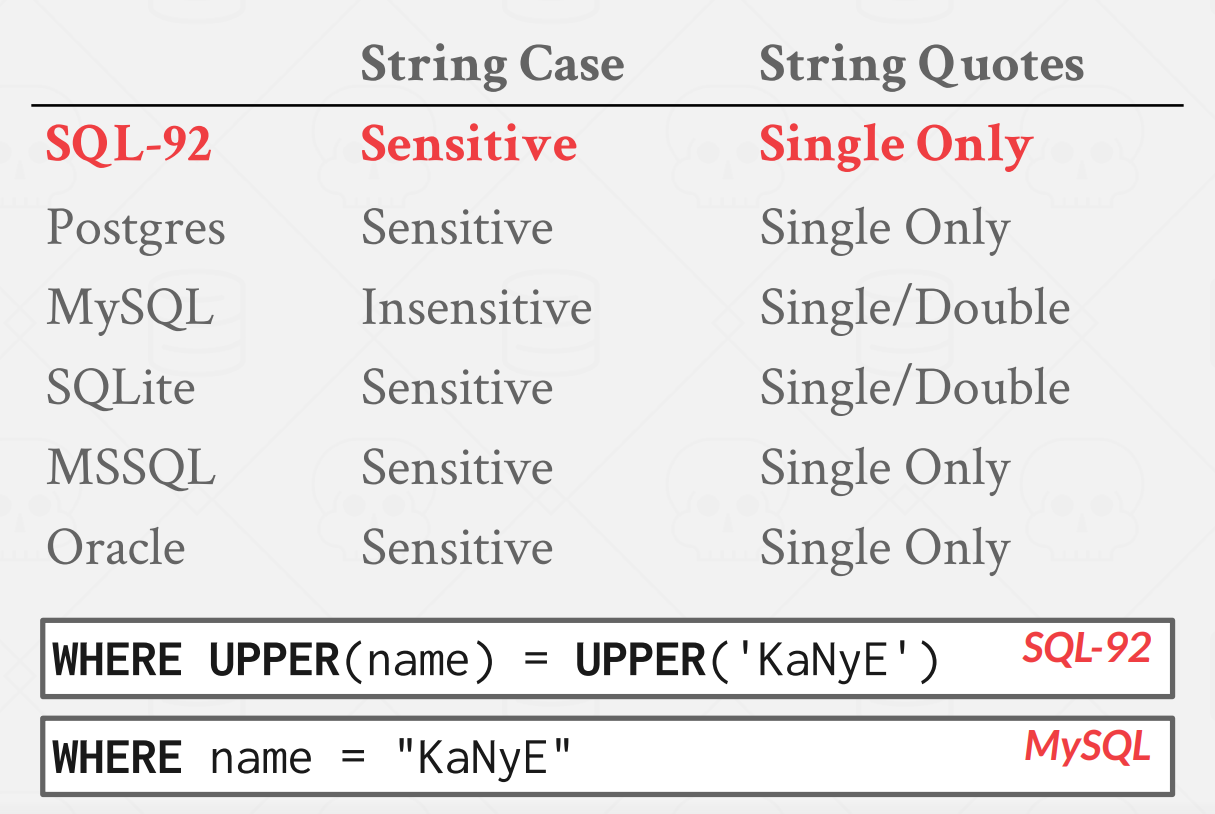 String Case String Quotes
SQL-92 Sensitive Single Only
Postgres Sensitive Single Only
MySQL Insensitive Single/Double
SQLite Sensitive Single/Double
MSSQL Sensitive Single Only
Oracle Sensitive Single Only
WHERE UPPER(name) = UPPER('KaNyE') SQL-92
WHERE name = "KaNyE" MySQL